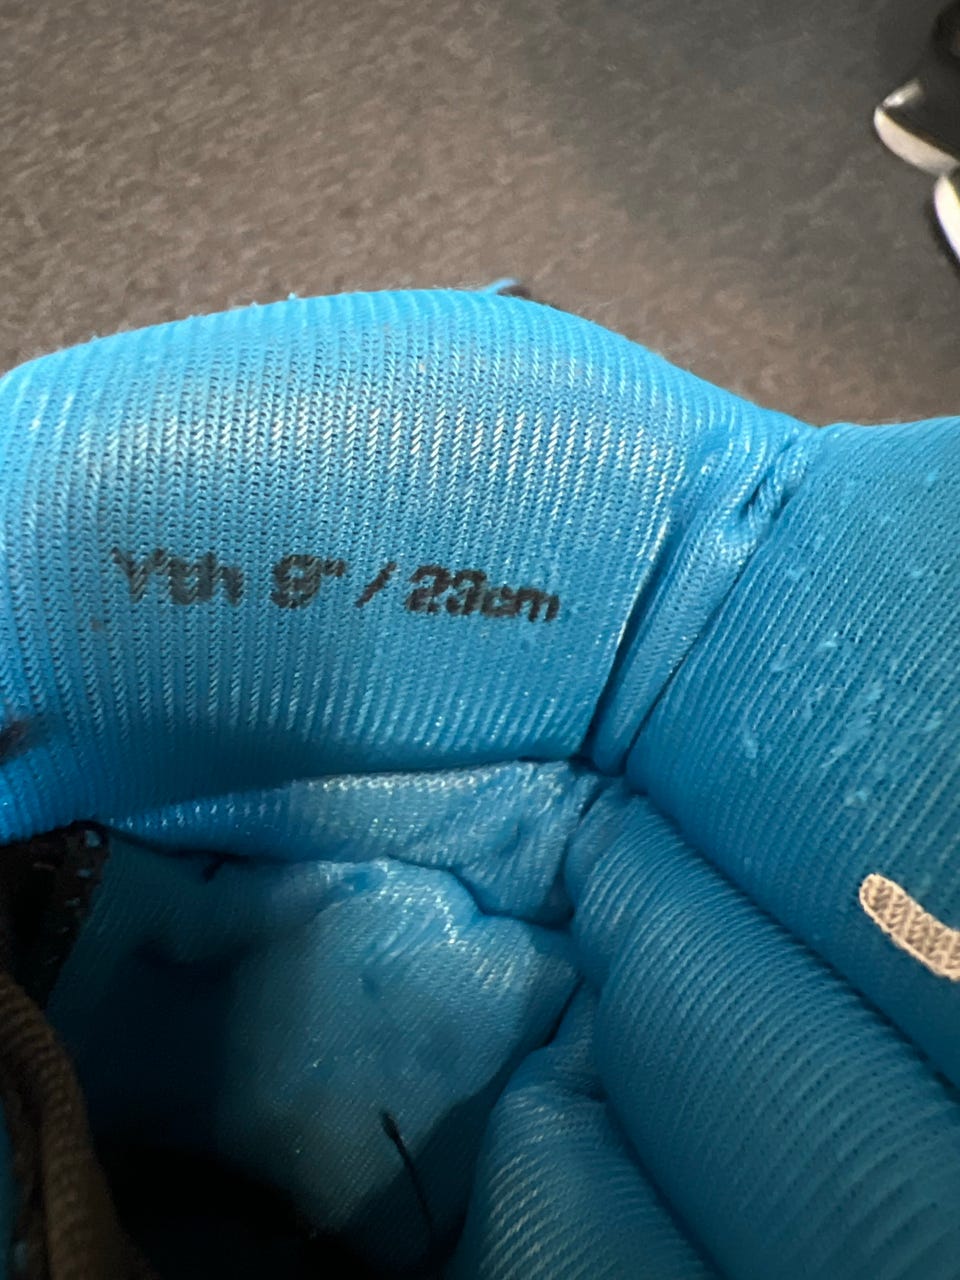 Yth 9" / 23cm